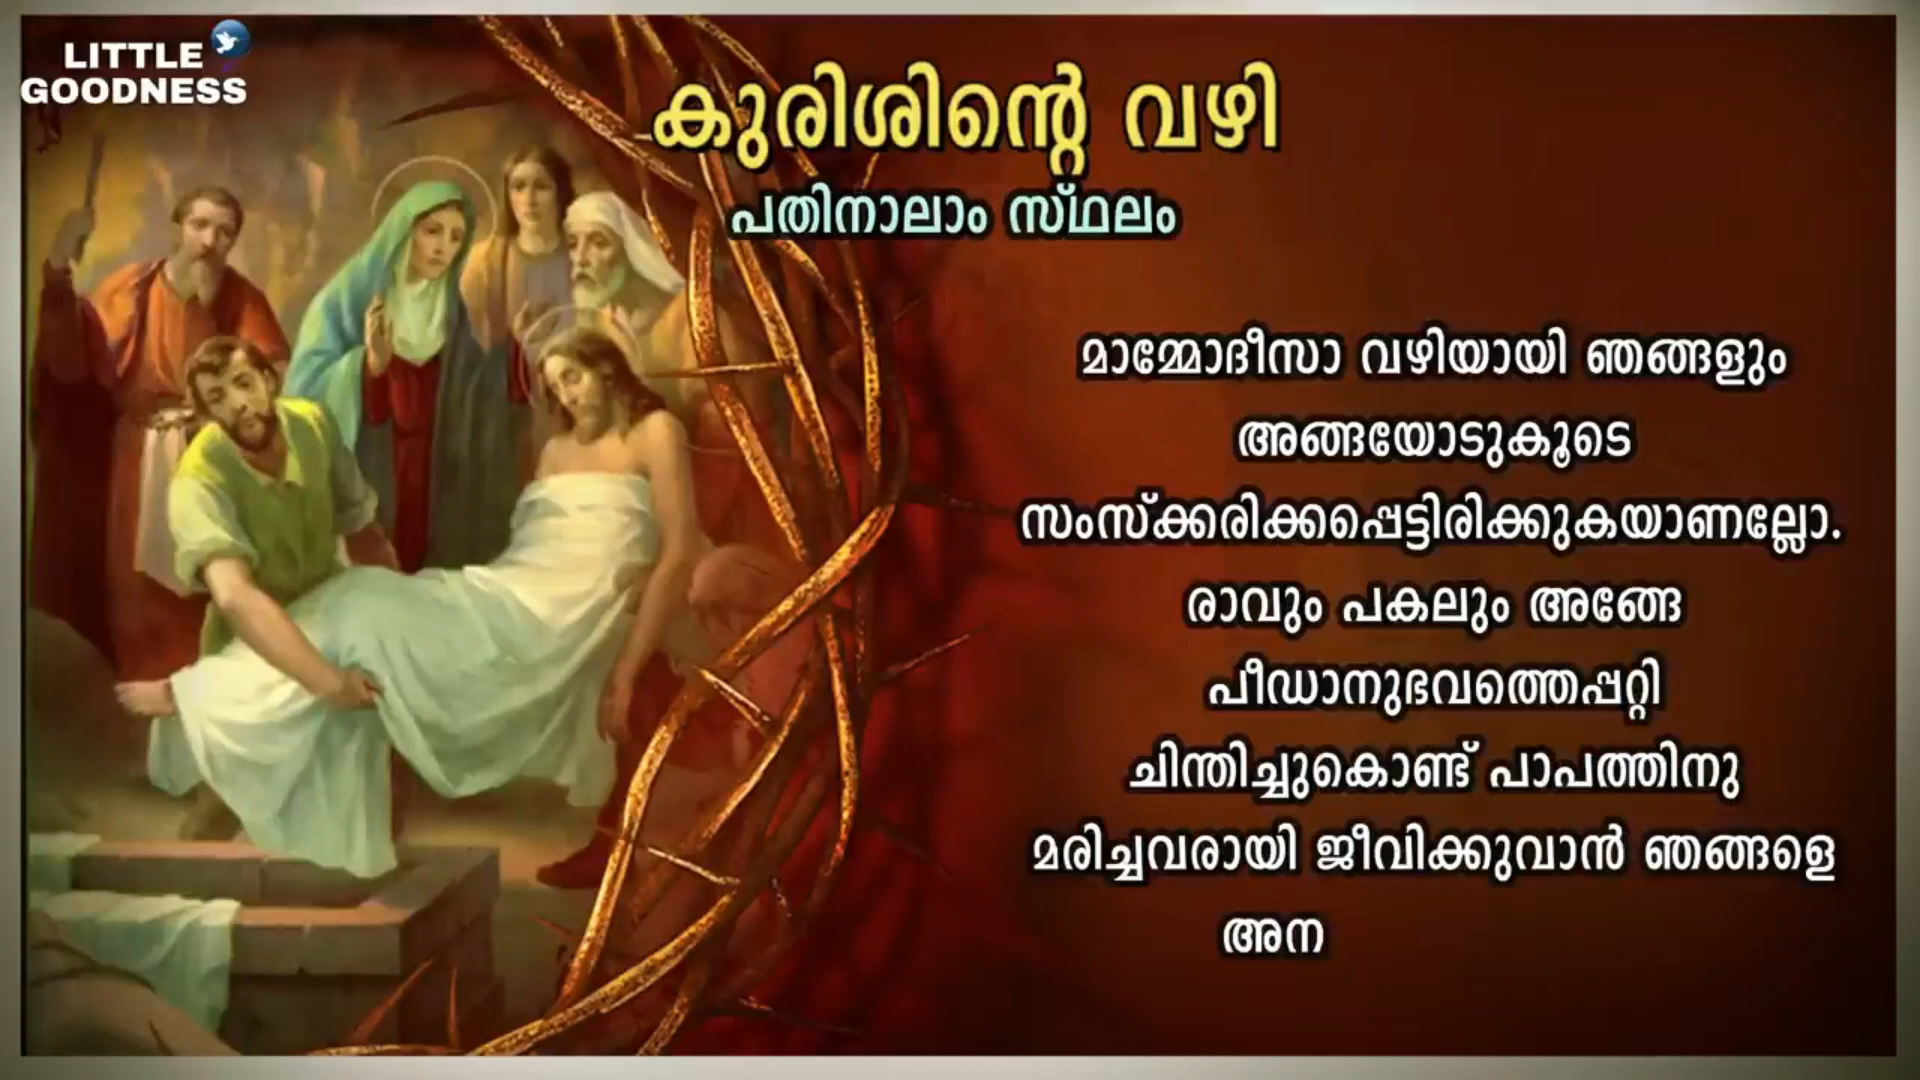 LITTLE
GOODNESS
കുരിശിന്റെ വഴി
പതിനാലാം സ്ഥലം
മാമ്മോദീസാ വഴിയായി ഞങ്ങളും
അങ്ങയോടുകൂടെ
സംസ്ക്കരിക്കപ്പെട്ടിരിക്കുകയാണല്ലോ.
രാവും പകലും അങ്ങേ
പീഡാനുഭവത്തെപ്പറ്റി
ചിന്തിച്ചുകൊണ്ട് പാപത്തിനു
മരിച്ചവരായി ജീവിക്കുവാൻ ഞങ്ങളെ
അന